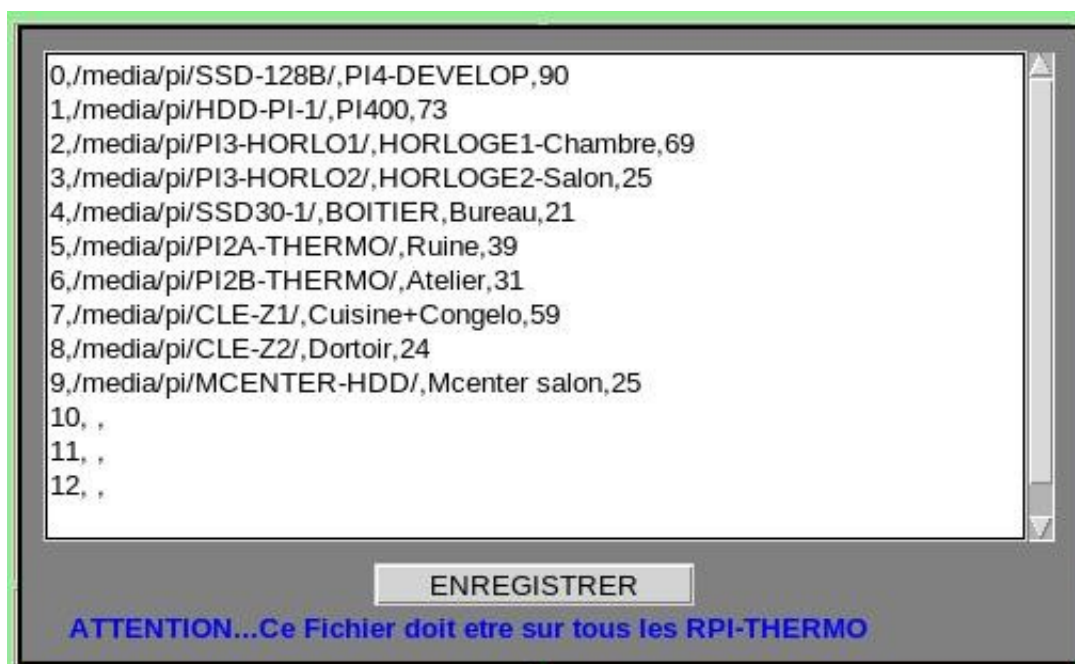 0,/media/pi/SSD-128B/,PI4-DEVELOP,90
1,/media/pi/HDD-PI-1/,PI400,73
2,/media/pi/PI3-HORLO1/,HORLOGE1-Chambre,69
3,/media/pi/PI3-HORLO2/,HORLOGE2-Salon,25
4,/media/pi/SSD30-1/,BOITIER,Bureau,21
5,/media/pi/PI2A-THERMO/,Ruine,39
6,/media/pi/PI2B-THERMO/,Atelier,31
7,/media/pi/CLE-Z1/,Cuisine+Congelo,59
8,/media/pi/CLE-Z2/,Dortoir,24
9,/media/pi/MCENTER-HDD/,Mcenter salon,25
10, ,
11, ,
12, ,
ENREGISTRER
ATTENTION...Ce Fichier doit etre sur tous les RPI-THERMO